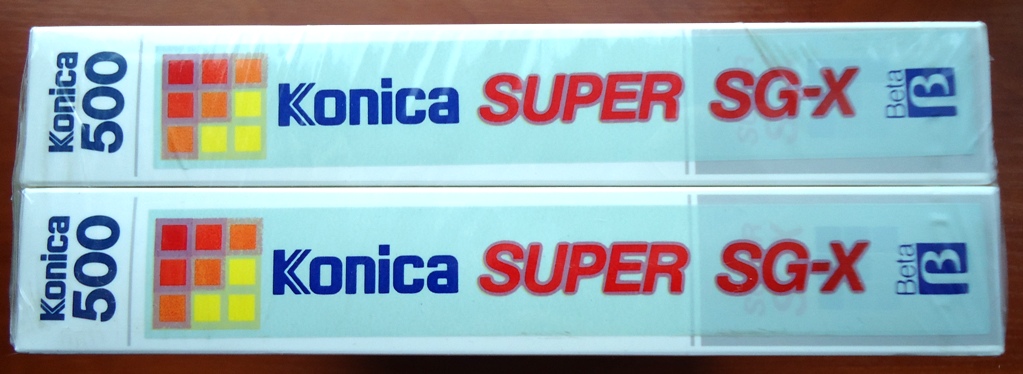 Konica
500
Konica SUPER SG-X
Beta
β
Konica
500
Konica SUPER SG-X
Beta
β